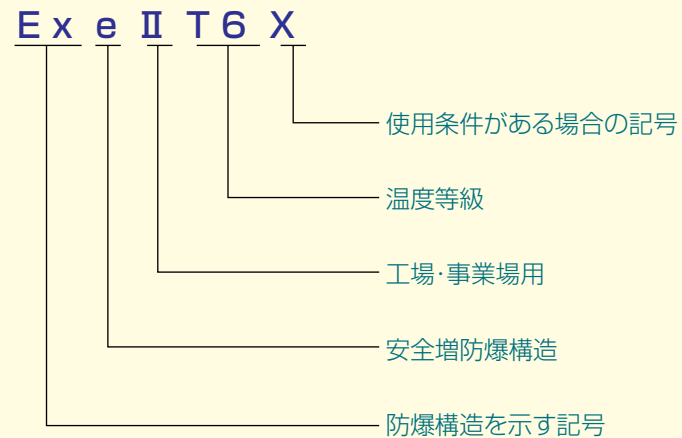 Ex e Ⅱ T6 X
使用条件がある場合の記号
温度等級
工場・事業場用
安全増防爆構造
防爆構造を示す記号